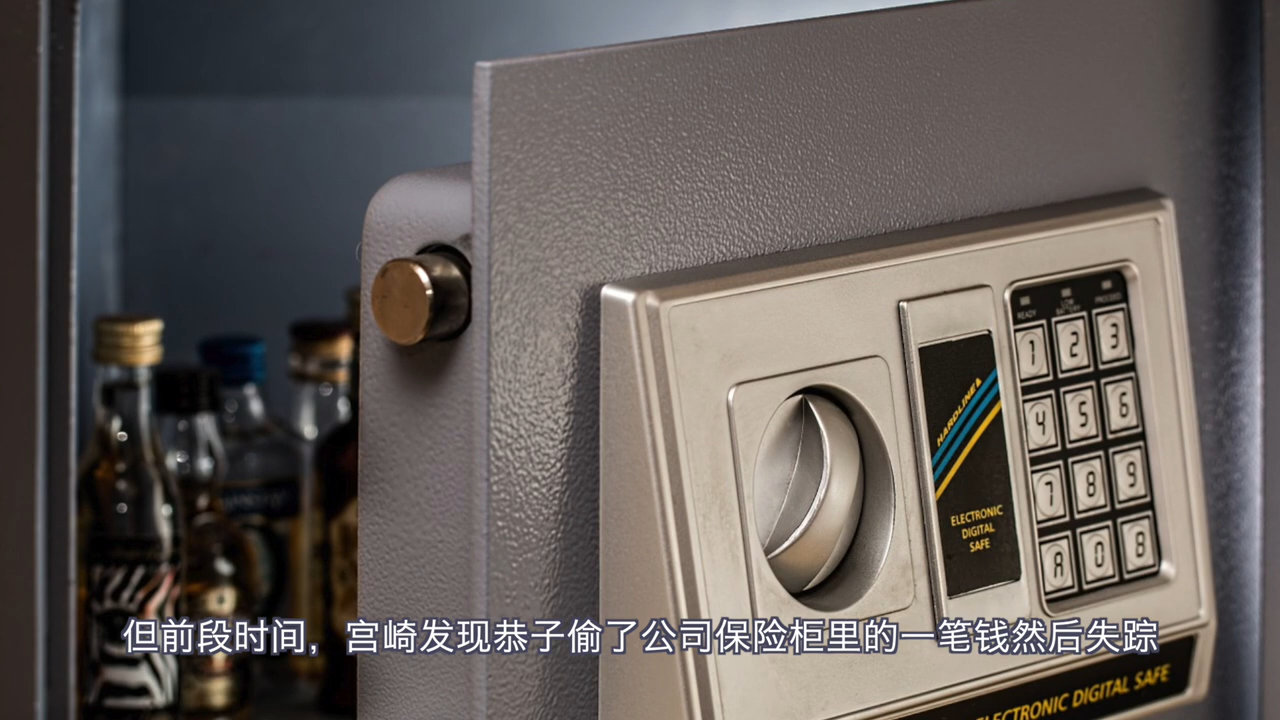 READY
LOW
BATTERY
PROCEED
1 2 3
4 5 6
7 8 9
A 0 B
HARDLINE
ELECTRONIC
DIGITAL
SAFE
但前段时间，宫崎发现恭子偷了公司保险柜里的一笔钱然后失踪
ELECTRONIC DIGITAL SAFE